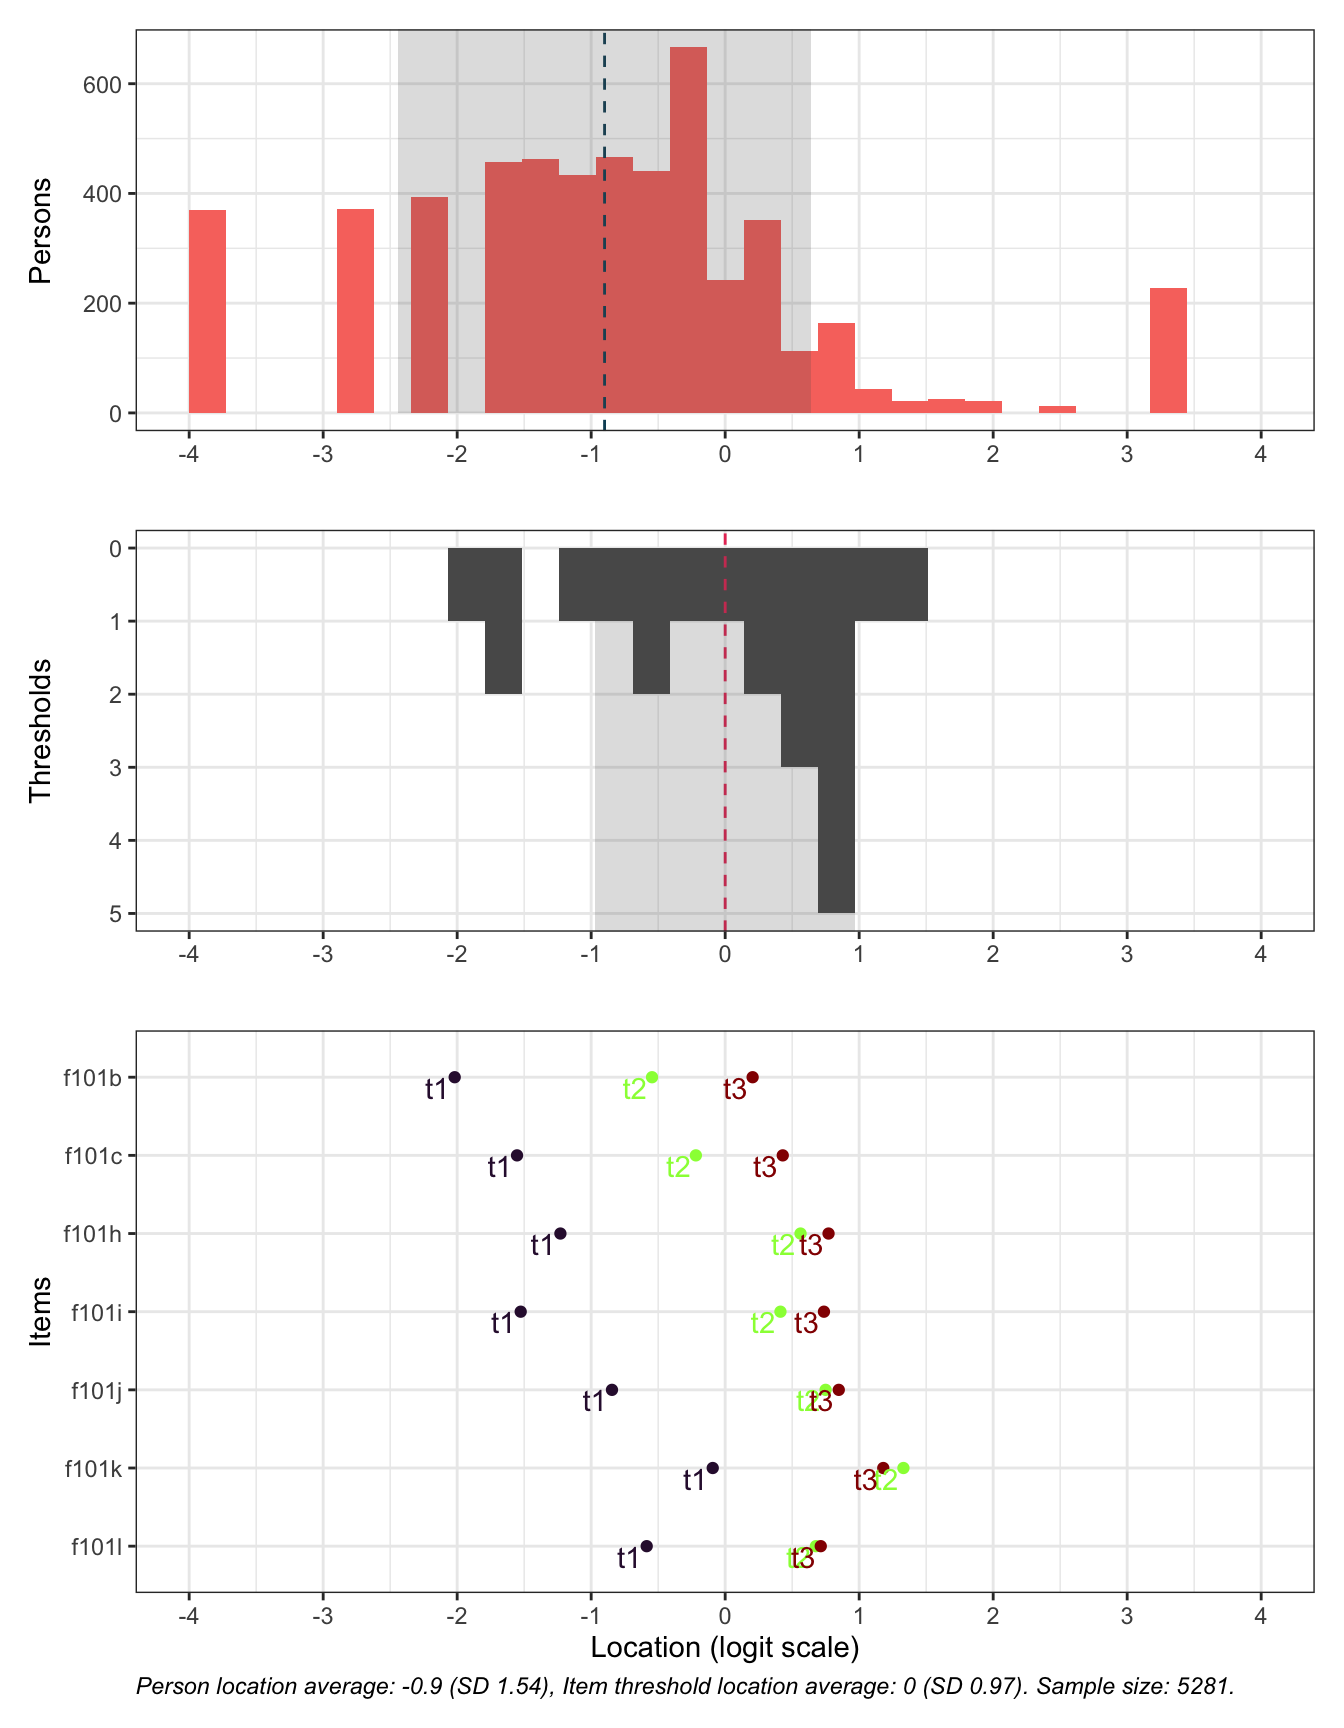 Persons
600
400
200
0
-4 -3 -2 -1 0 1 2 3 4
Thresholds
0
1
2
3
4
5
-4 -3 -2 -1 0 1 2 3 4
Items
f101b t1 t2 t3
f101c t1 t2 t3
f101h t1 t2 t3
f101i t1 t2 t3
f101j t1 t2 t3
f101k t1 t3 t2
f101l t1 t2 t3
-4 -3 -2 -1 0 1 2 3 4
Location (logit scale)
Person location average: -0.9 (SD 1.54), Item threshold location average: 0 (SD 0.97). Sample size: 5281.